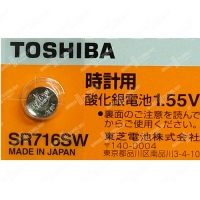 TOSHIBA
時計用
酸化銀電池1.55V
●裏面のご注意を読んで
からご使用ください。
SR716SW
MADE IN JAPAN
東芝電池株式会社
〒140-0004
東京都品川区南品川3-4-10